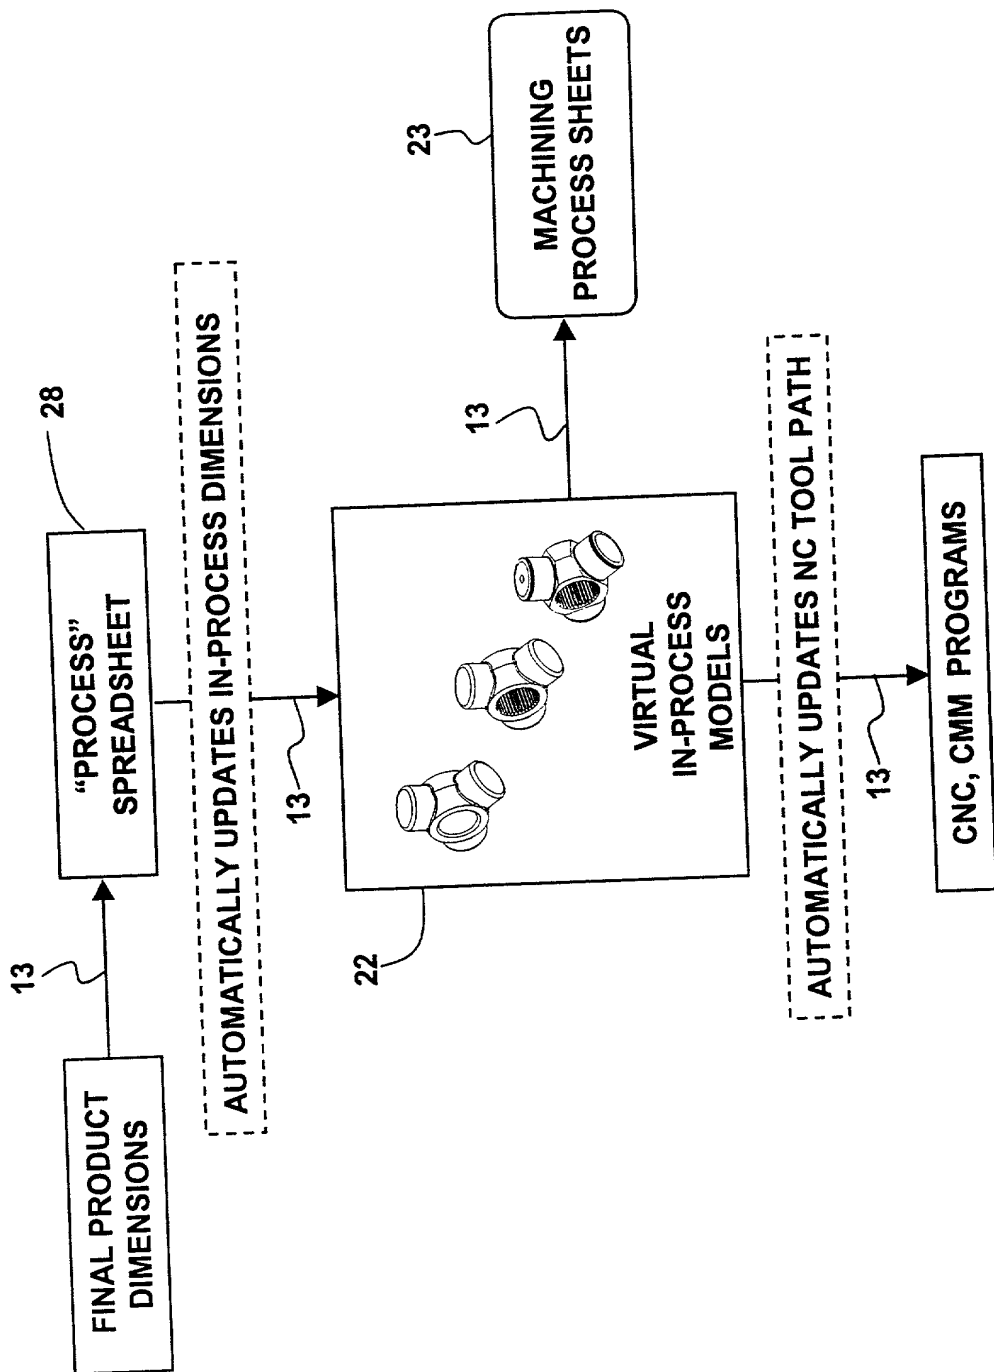 FINAL PRODUCT
DIMENSIONS
13
"PROCESS"
SPREADSHEET
28
AUTOMATICALLY UPDATES IN-PROCESS DIMENSIONS
13
22
VIRTUAL
IN-PROCESS
MODELS
13
23
MACHINING
PROCESS SHEETS
AUTOMATICALLY UPDATES NC TOOL PATH
13
CNC, CMM PROGRAMS